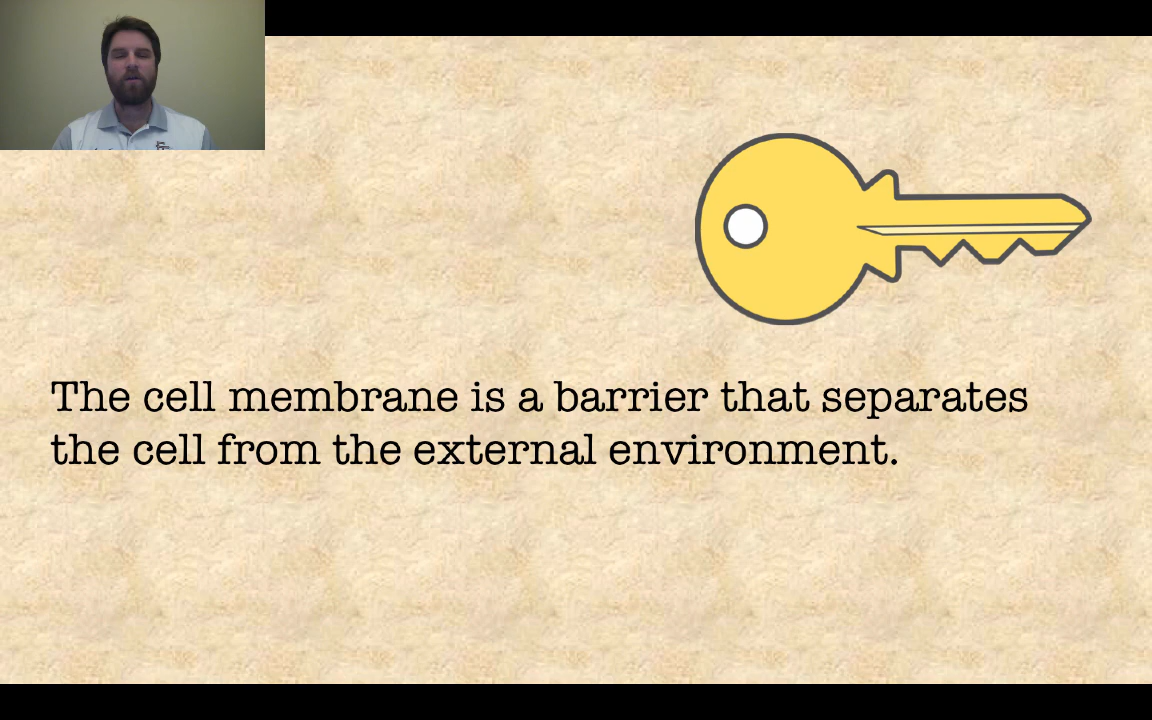 The cell membrane is a barrier that separates
the cell from the external environment.